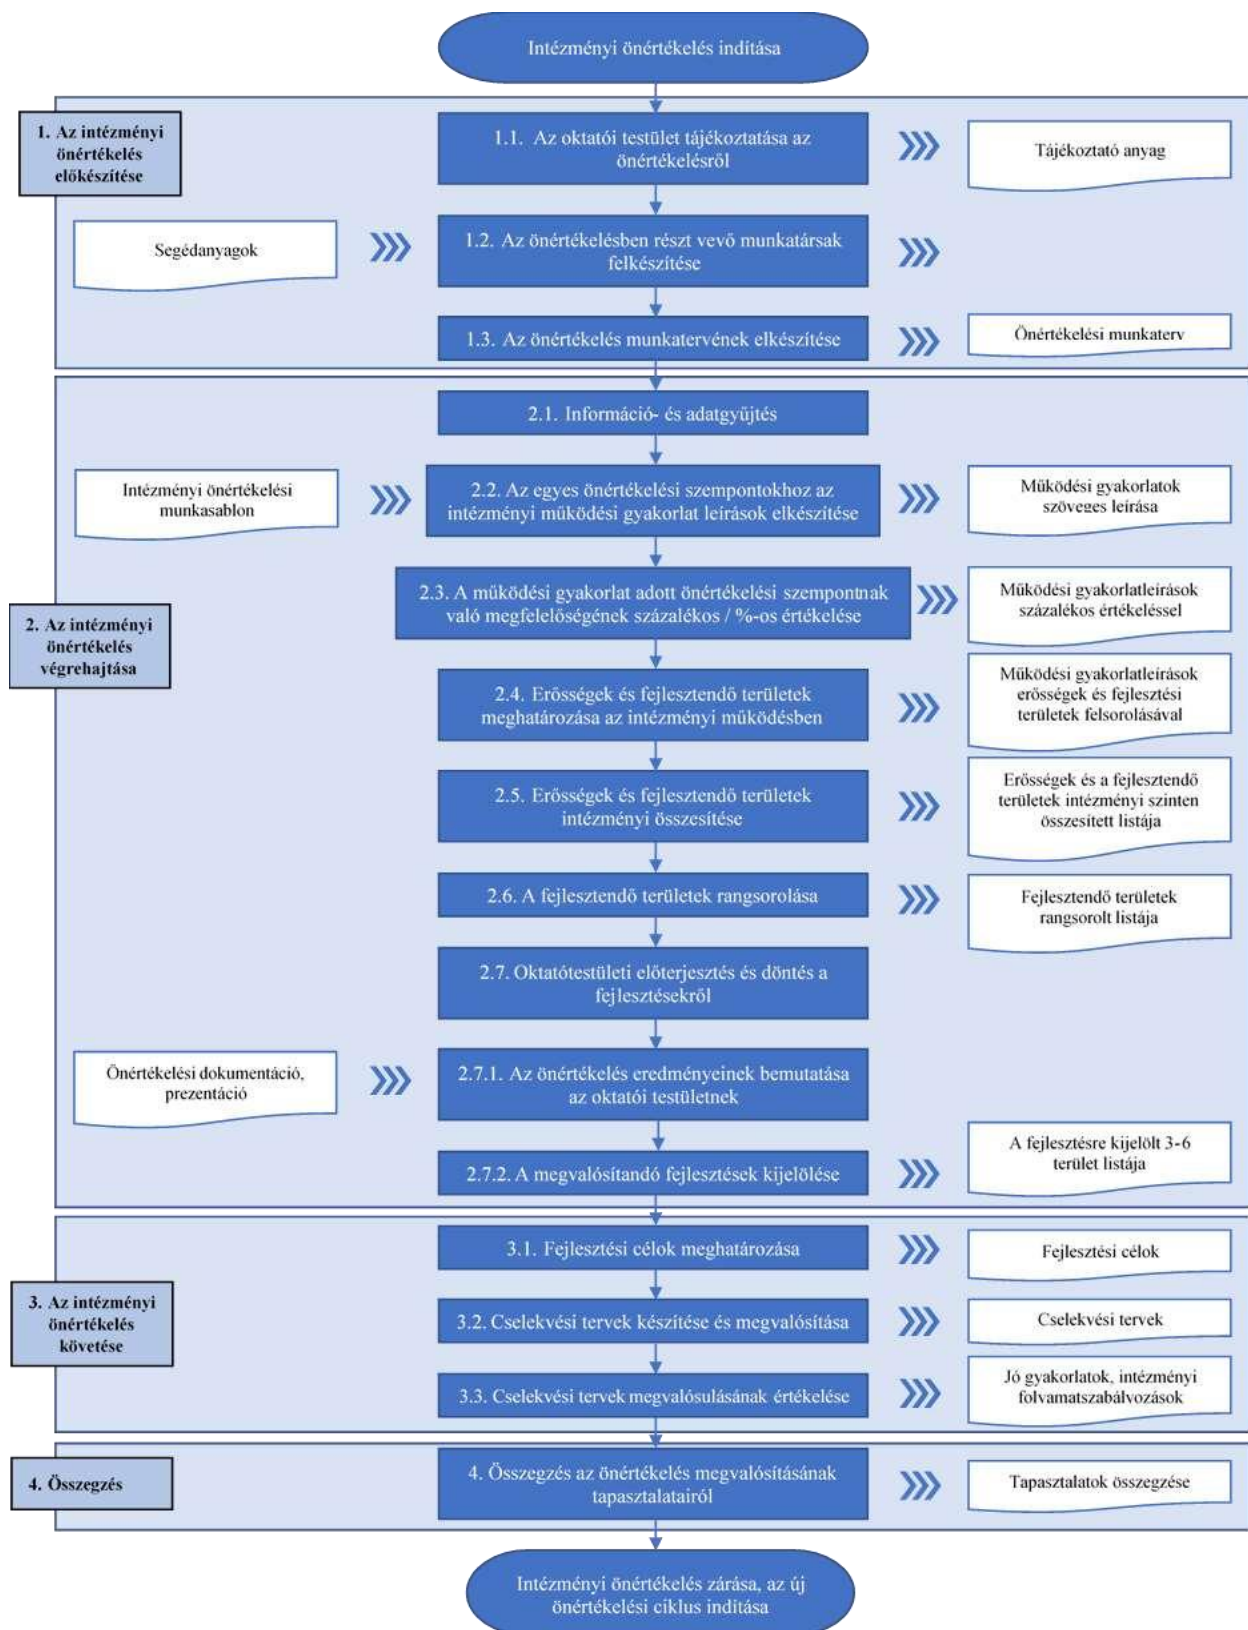 Intézményi önértékelés indítása
1. Az intézményi
önértékelés
előkészítése
1.1. Az oktatói testület tájékoztatása az
önértékelésről
Tájékoztató anyag
Segédanyagok
1.2. Az önértékelésben részt vevő munkatársak
felkészítése
1.3. Az önértékelés munkatervének elkészítése
Önértékelési munkaterv
2. Az intézményi
önértékelés
végrehajtása
2.1. Információ- és adatgyűjtés
Intézményi önértékelési
munkasablon
2.2. Az egyes önértékelési szempontokhoz az
intézményi működési gyakorlat leírások elkészítése
Működési gyakorlatok
szöveges leírása
2.3. A működési gyakorlat adott önértékelési szempontnak
való megfelelőségének százalékos / %-os értékelése
Működési gyakorlatleírások
százalékos értékeléssel
2.4. Erősségek és fejlesztendő területek
meghatározása az intézményi működésben
Működési gyakorlatleírások
erősségek és fejlesztési
területek felsorolásával
2.5. Erősségek és fejlesztendő területek
intézményi összesítése
Erősségek és a fejlesztendő
területek intézményi szinten
összesített listája
2.6. A fejlesztendő területek rangsorolása
Fejlesztendő területek
rangsorolt listája
2.7. Oktatótestületi előterjesztés és döntés a
fejlesztésekről
Önértékelési dokumentáció,
prezentáció
2.7.1. Az önértékelés eredményeinek bemutatása
az oktatói testületnek
2.7.2. A megvalósítandó fejlesztések kijelölése
A fejlesztésre kijelölt 3-6
terület listája
3. Az intézményi
önértékelés
követése
3.1. Fejlesztési célok meghatározása
Fejlesztési célok
3.2. Cselekvési tervek készítése és megvalósítása
Cselekvési tervek
3.3. Cselekvési tervek megvalósulásának értékelése
Jó gyakorlatok, intézményi
folyamatszabályozások
4. Összegzés
4. Összegzés az önértékelés megvalósításának
tapasztalatairól
Tapasztalatok összegzése
Intézményi önértékelés zárása, az új
önértékelési ciklus indítása